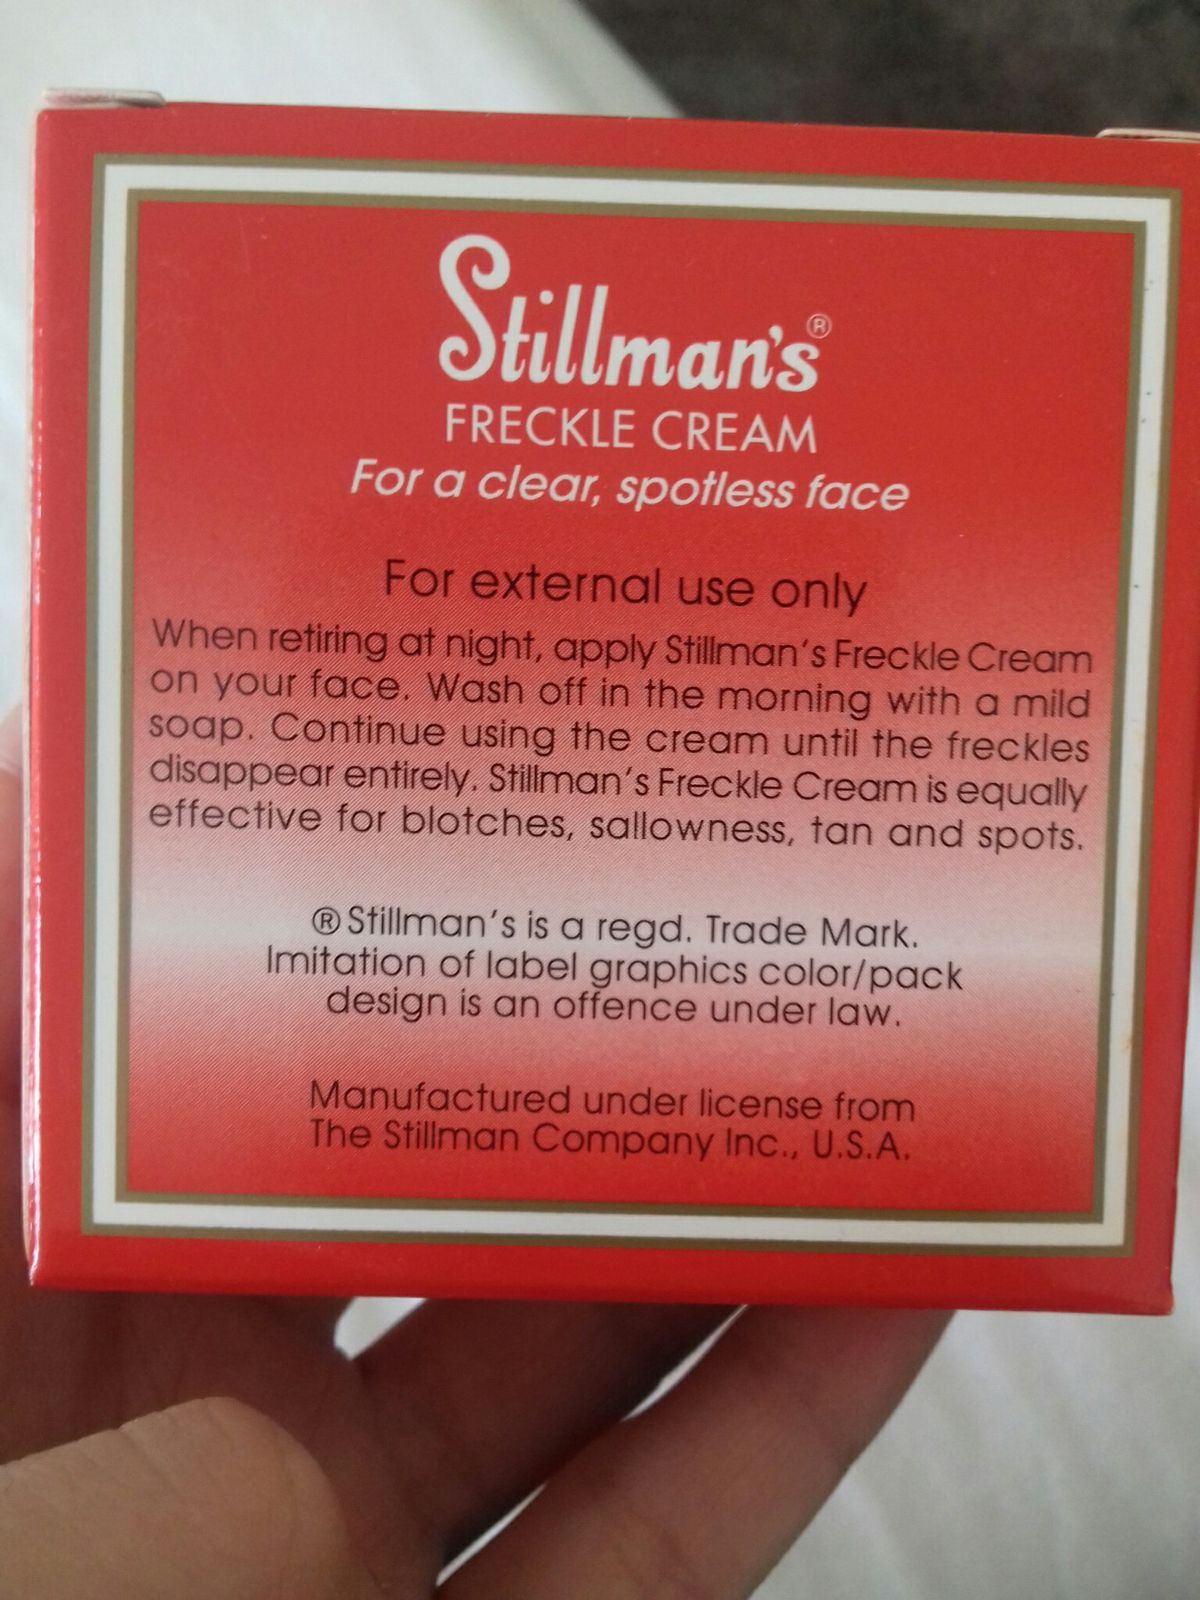 Stillman's®
FRECKLE CREAM
For a clear, spotless face
For external use only
When retiring at night, apply Stillman's Freckle Cream
on your face. Wash off in the morning with a mild
soap. Continue using the cream until the freckles
disappear entirely. Stillman's Freckle Cream is equally
effective for blotches, sallowness, tan and spots.
® Stillman's is a regd. Trade Mark.
Imitation of label graphics color/pack
design is an offence under law.
Manufactured under license from
The Stillman Company Inc., U.S.A.